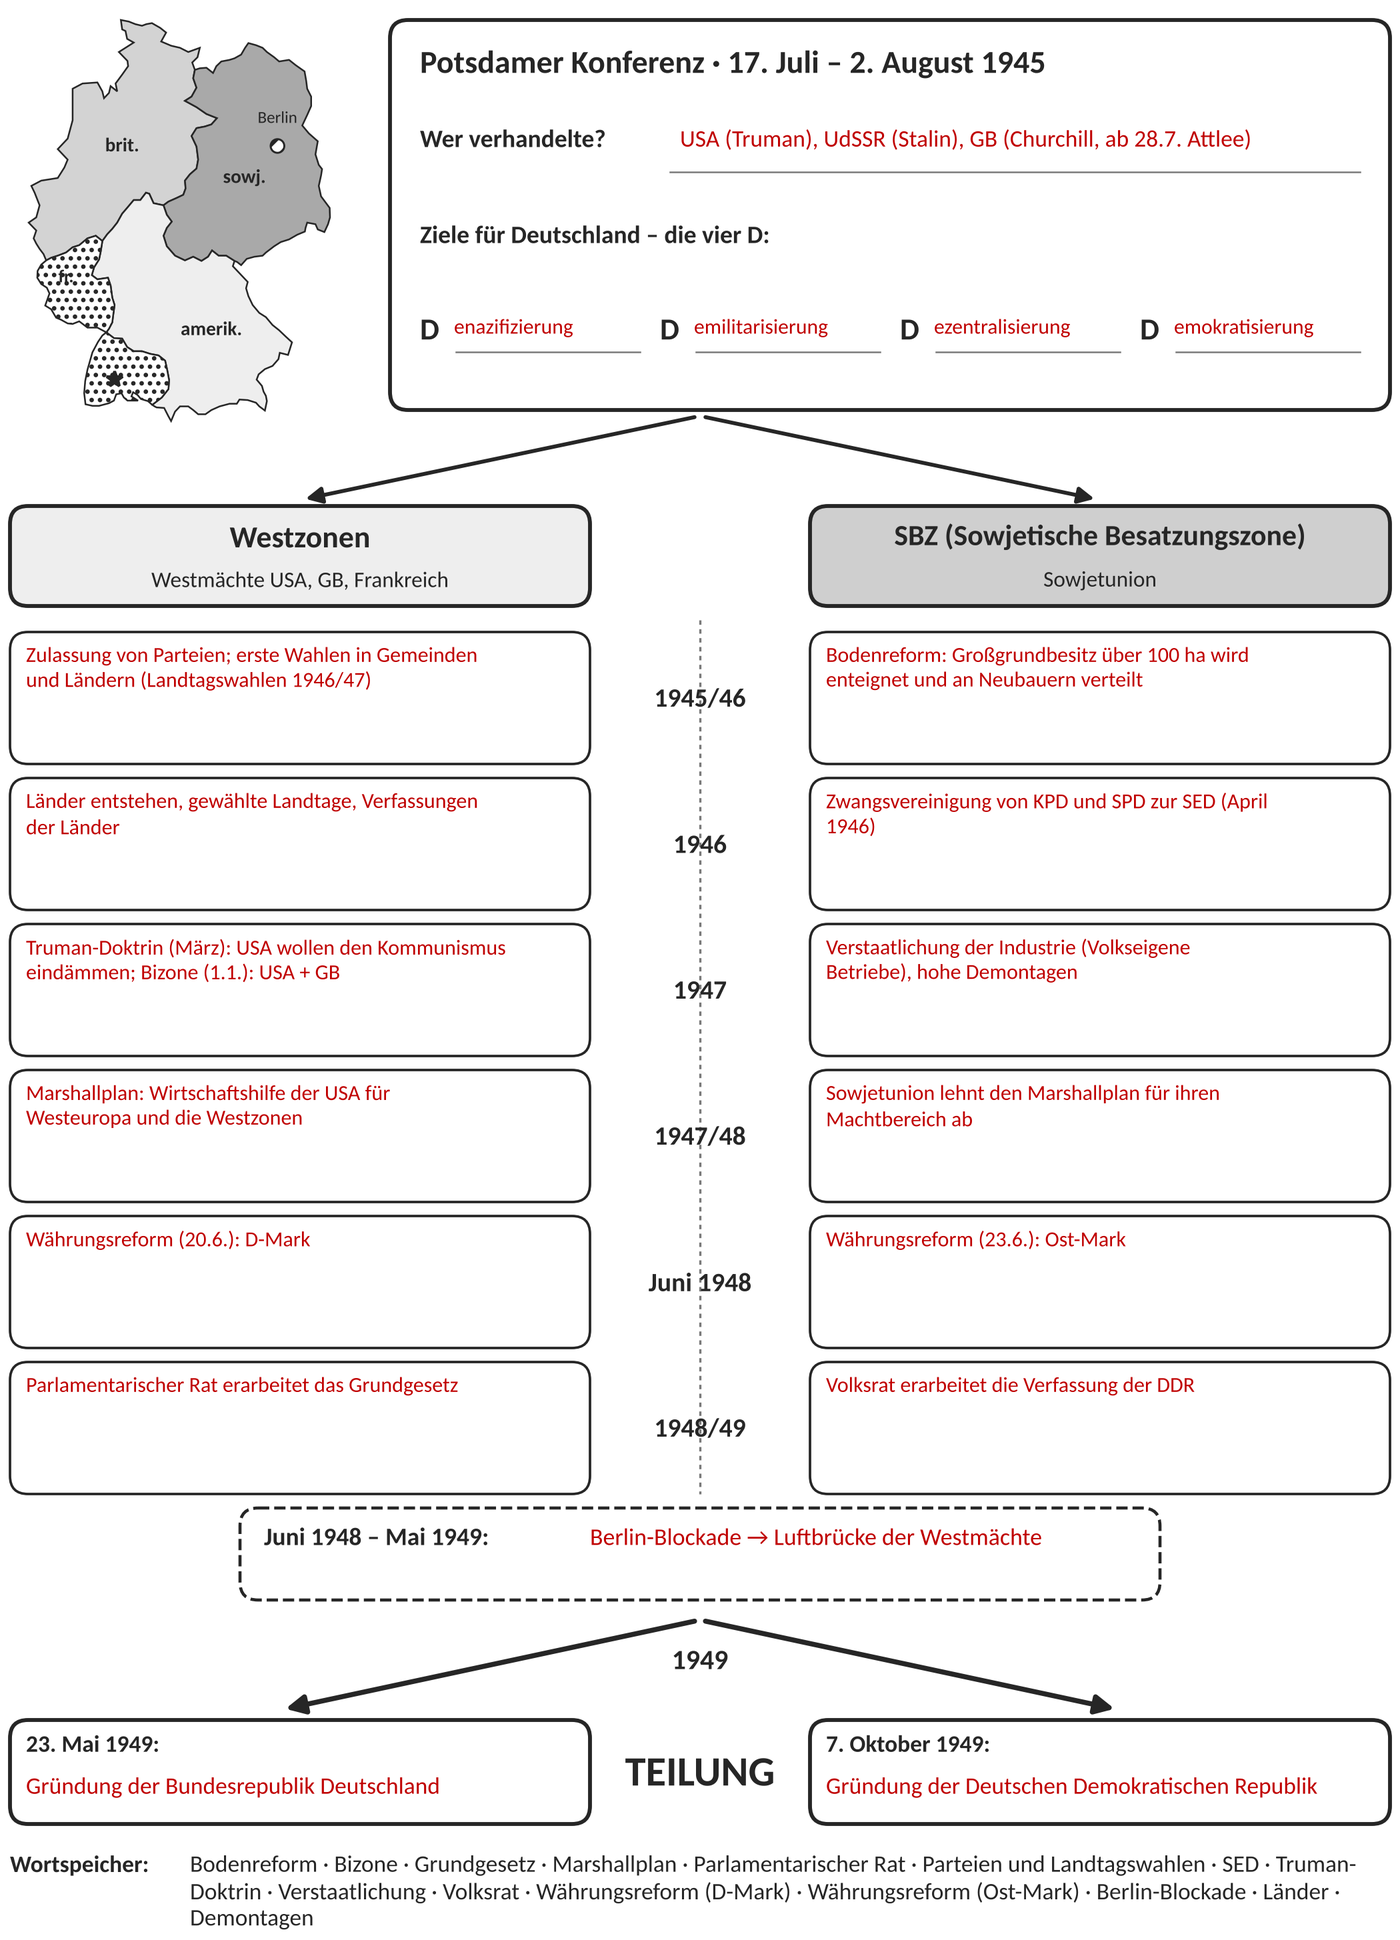 Potsdamer Konferenz · 17. Juli – 2. August 1945
Wer verhandelte? USA (Truman), UdSSR (Stalin), GB (Churchill, ab 28.7. Attlee)
Ziele für Deutschland – die vier D:
D enazifizierung D emilitarisierung D ezentralisierung D emokratisierung
Berlin
brit.
sowj.
fr.
amerik.
Westzonen
Westmächte USA, GB, Frankreich
SBZ (Sowjetische Besatzungszone)
Sowjetunion
Zulassung von Parteien; erste Wahlen in Gemeinden
und Ländern (Landtagswahlen 1946/47)
1945/46
Bodenreform: Großgrundbesitz über 100 ha wird
enteignet und an Neubauern verteilt
Länder entstehen, gewählte Landtage, Verfassungen
der Länder
1946
Zwangsvereinigung von KPD und SPD zur SED (April
1946)
Truman-Doktrin (März): USA wollen den Kommunismus
eindämmen; Bizone (1.1.): USA + GB
1947
Verstaatlichung der Industrie (Volkseigene
Betriebe), hohe Demontagen
Marshallplan: Wirtschaftshilfe der USA für
Westeuropa und die Westzonen
1947/48
Sowjetunion lehnt den Marshallplan für ihren
Machtbereich ab
Währungsreform (20.6.): D-Mark
Juni 1948
Währungsreform (23.6.): Ost-Mark
Parlamentarischer Rat erarbeitet das Grundgesetz
1948/49
Volksrat erarbeitet die Verfassung der DDR
Juni 1948 – Mai 1949: Berlin-Blockade → Luftbrücke der Westmächte
1949
23. Mai 1949:
Gründung der Bundesrepublik Deutschland
TEILUNG
7. Oktober 1949:
Gründung der Deutschen Demokratischen Republik
Wortspeicher: Bodenreform · Bizone · Grundgesetz · Marshallplan · Parlamentarischer Rat · Parteien und Landtagswahlen · SED · Truman-
Doktrin · Verstaatlichung · Volksrat · Währungsreform (D-Mark) · Währungsreform (Ost-Mark) · Berlin-Blockade · Länder ·
Demontagen